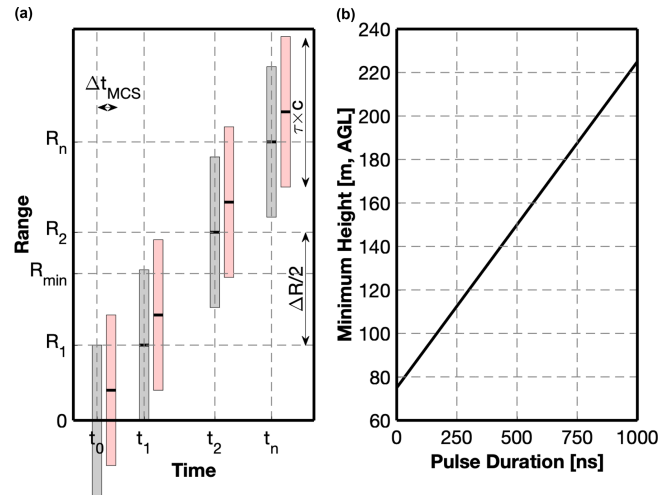 (a)
Δt_MCS
R_n
R_2
R_min
R_1
0
Range
τ×c
ΔR/2
t_0 t_1 t_2 t_n
Time
(b)
240
220
200
180
160
140
120
100
80
60
Minimum Height [m, AGL]
0 250 500 750 1000
Pulse Duration [ns]